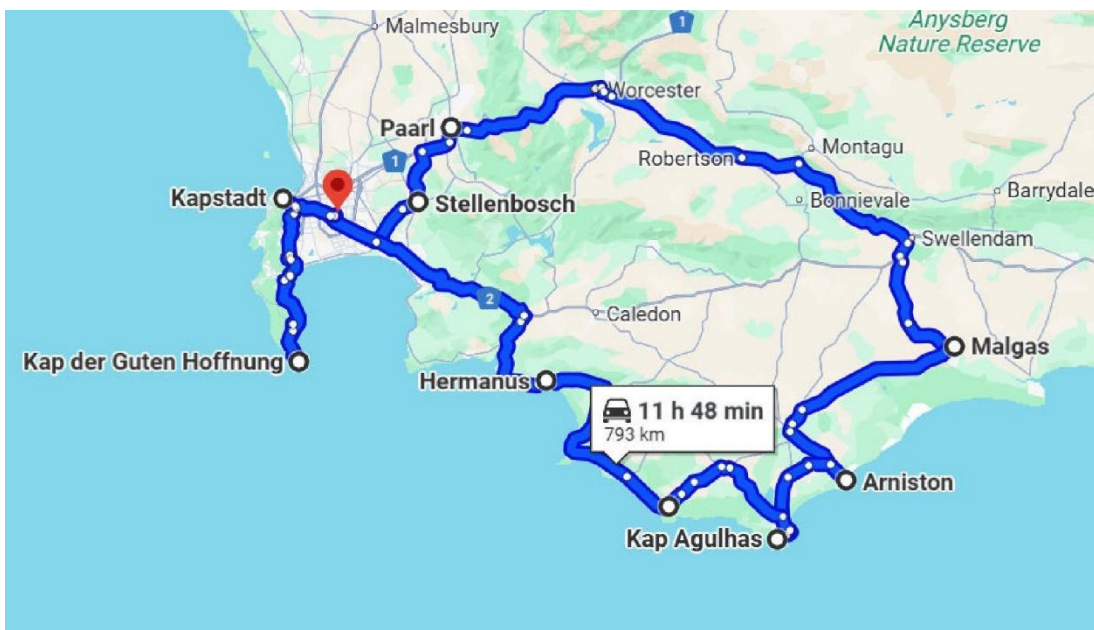 Malmesbury
1
Anysberg
Nature Reserve
Worcester
Paarl
1
Robertson
Montagu
Kapstadt
Stellenbosch
Bonnievale
Barrydale
Swellendam
2
Caledon
Kap der Guten Hoffnung
Malgas
Hermanus
11 h 48 min
793 km
Arniston
Kap Agulhas